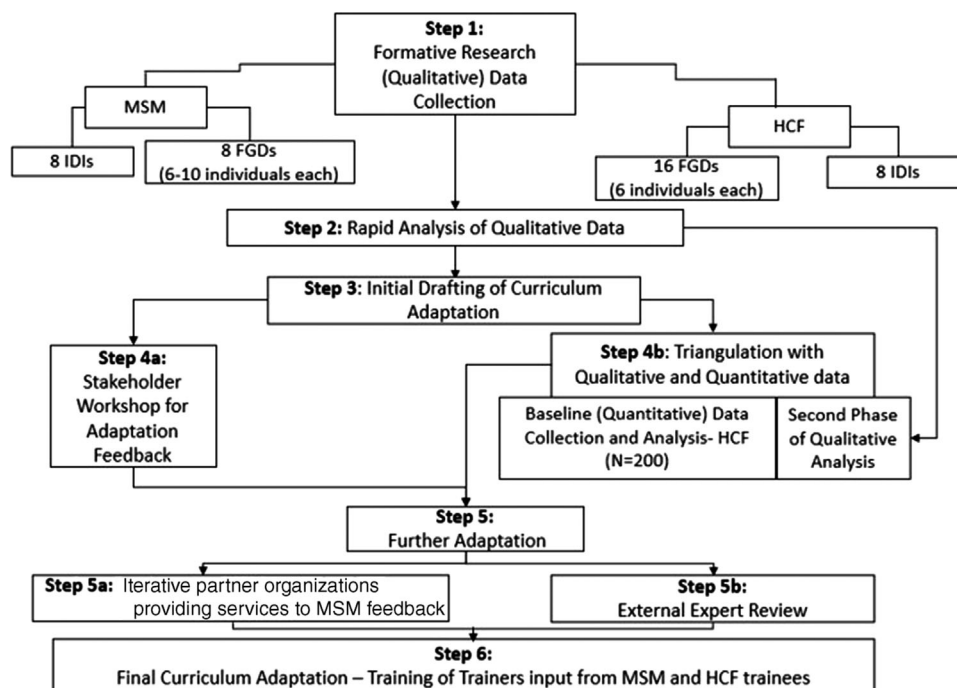 Step 1:
Formative Research
(Qualitative) Data
Collection
MSM
8 IDIs
8 FGDs
(6-10 individuals each)
HCF
16 FGDs
(6 individuals each)
8 IDIs
Step 2: Rapid Analysis of Qualitative Data
Step 3: Initial Drafting of Curriculum
Adaptation
Step 4a:
Stakeholder
Workshop for
Adaptation
Feedback
Step 4b: Triangulation with
Qualitative and Quantitative data
Baseline (Quantitative) Data
Collection and Analysis- HCF
(N=200)
Second Phase
of Qualitative
Analysis
Step 5:
Further Adaptation
Step 5a: Iterative partner organizations
providing services to MSM feedback
Step 5b:
External Expert Review
Step 6:
Final Curriculum Adaptation – Training of Trainers input from MSM and HCF trainees